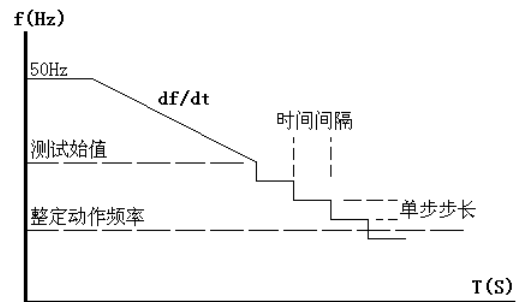 f(Hz)
50Hz
df/dt
时间间隔
测试始值
单步步长
整定动作频率
T(S)